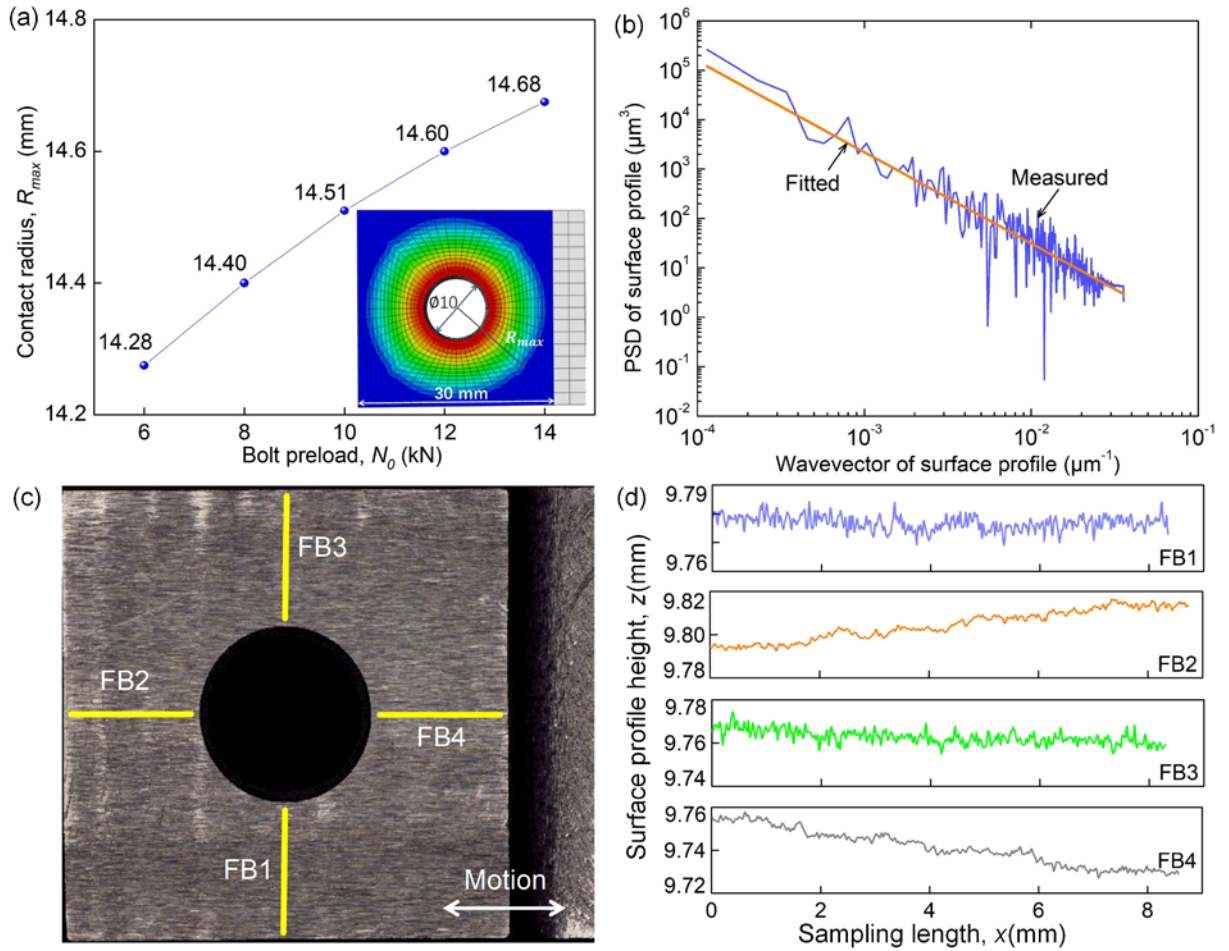 (a)
14.8
14.6
14.4
14.2
Contact radius, R_max (mm)
14.28
14.40
14.51
14.60
14.68
Ø10
R_max
30 mm
6 8 10 12 14
Bolt preload, N_0 (kN)
(b)
10^6
10^5
10^4
10^3
10^2
10^1
10^0
10^-1
10^-2
PSD of surface profile (µm^3)
Fitted
Measured
10^-4 10^-3 10^-2 10^-1
Wavevector of surface profile (µm^-1)
(c)
FB3
FB2
FB4
FB1
Motion
(d)
Surface profile height, z(mm)
9.79
9.76
FB1
9.82
9.80
9.78
FB2
9.78
9.76
9.74
FB3
9.76
9.74
9.72
FB4
0 2 4 6 8
Sampling length, x(mm)